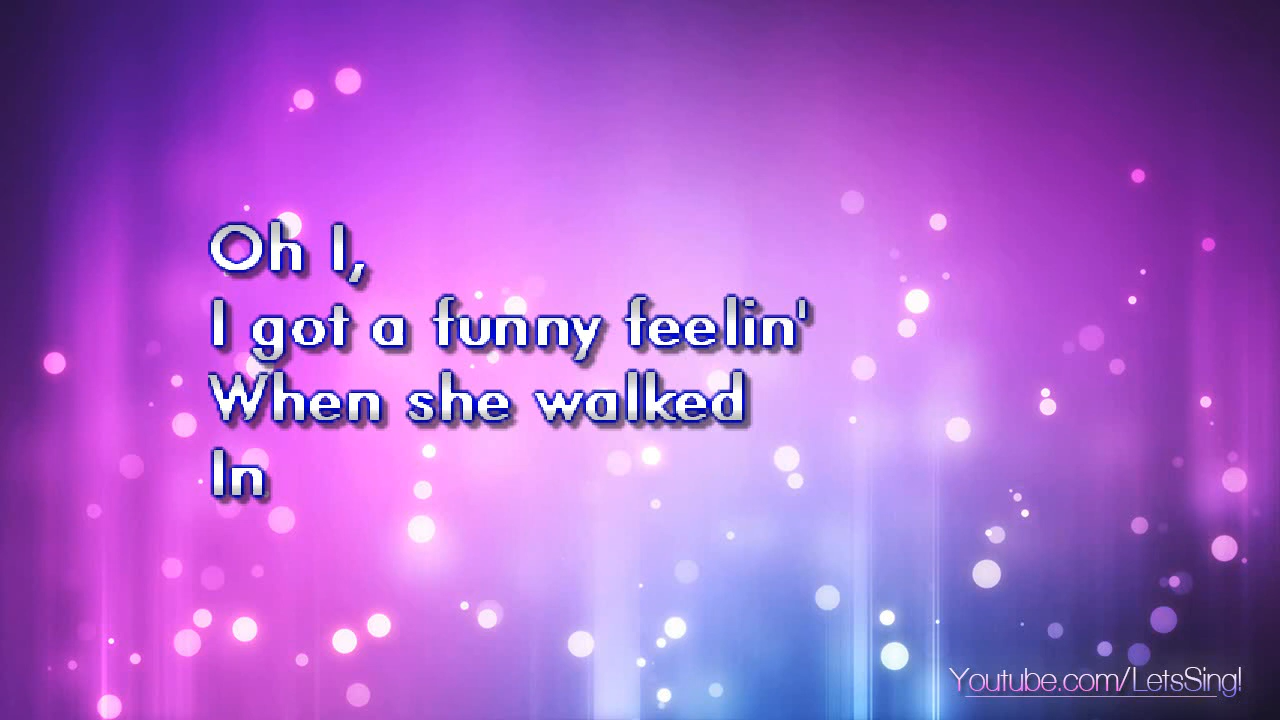 Oh I,
I got a funny feelin'
When she walked
In
Youtube.com/LetsSing!